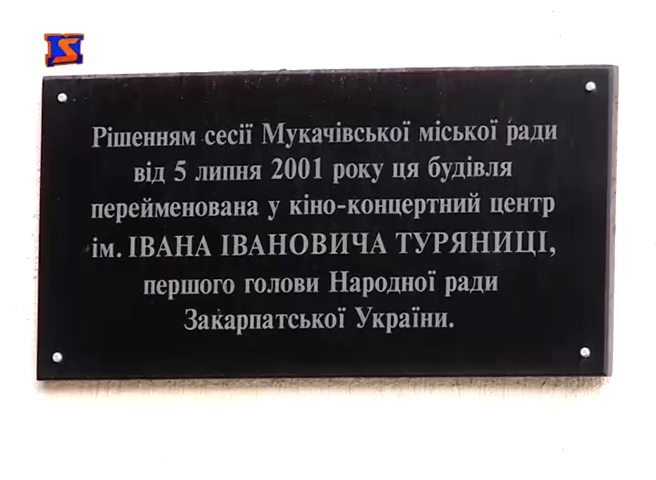 Рішенням сесії Мукачівської міської ради
від 5 липня 2001 року ця будівля
перейменована у кіно-концертний центр
ім. ІВАНА ІВАНОВИЧА ТУРЯНИЦІ,
першого голови Народної ради
Закарпатської України.